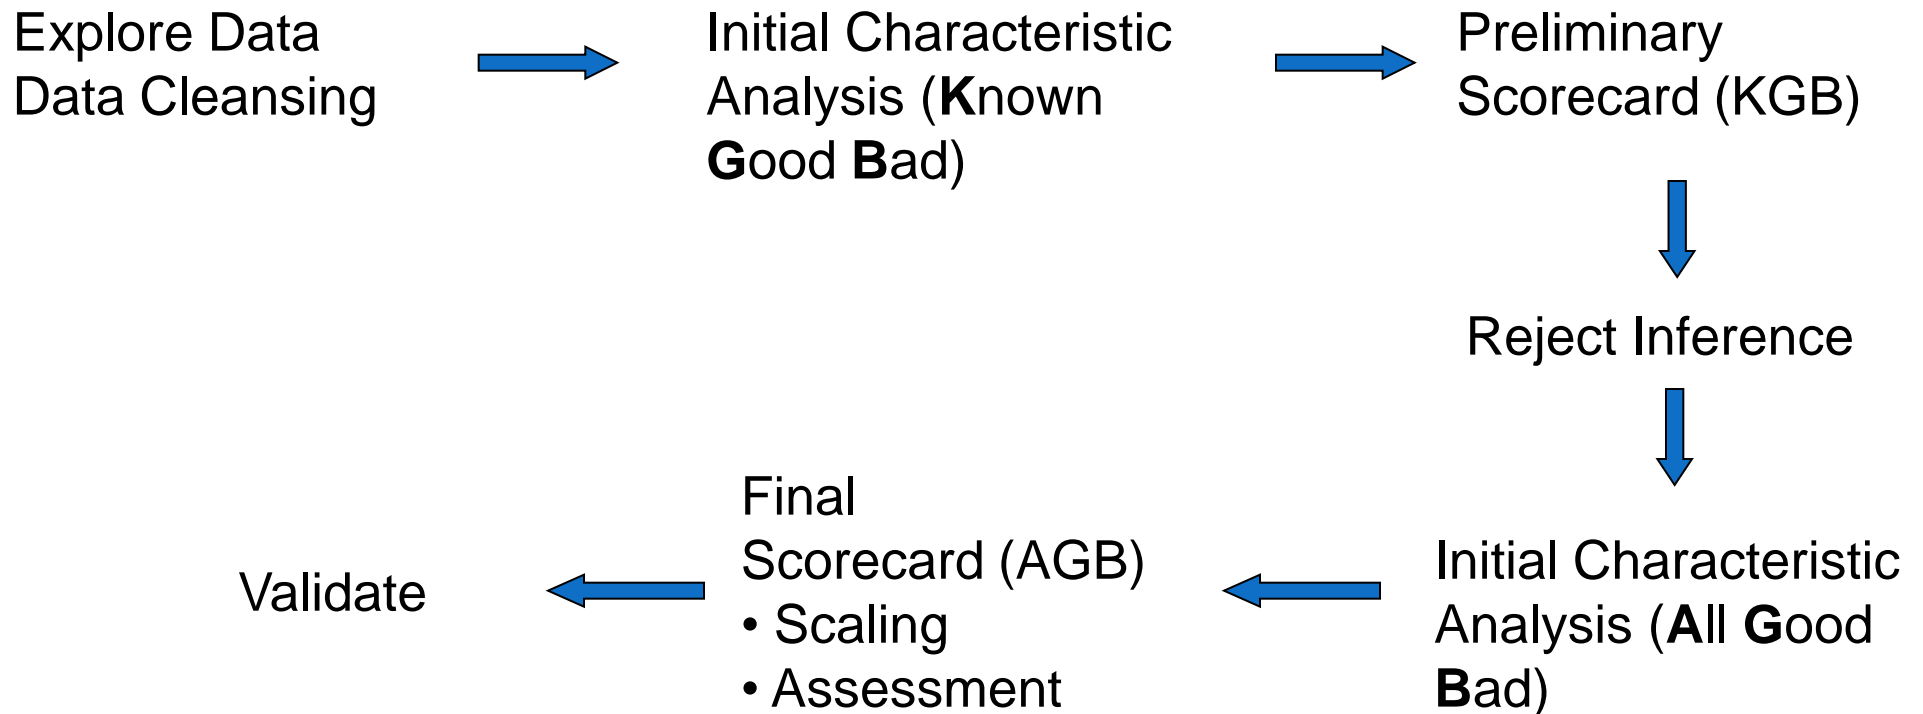 Explore Data
Data Cleansing
Initial Characteristic
Analysis (Known
Good Bad)
Preliminary
Scorecard (KGB)
Reject Inference
Initial Characteristic
Analysis (All Good
Bad)
Final
Scorecard (AGB)
• Scaling
• Assessment
Validate